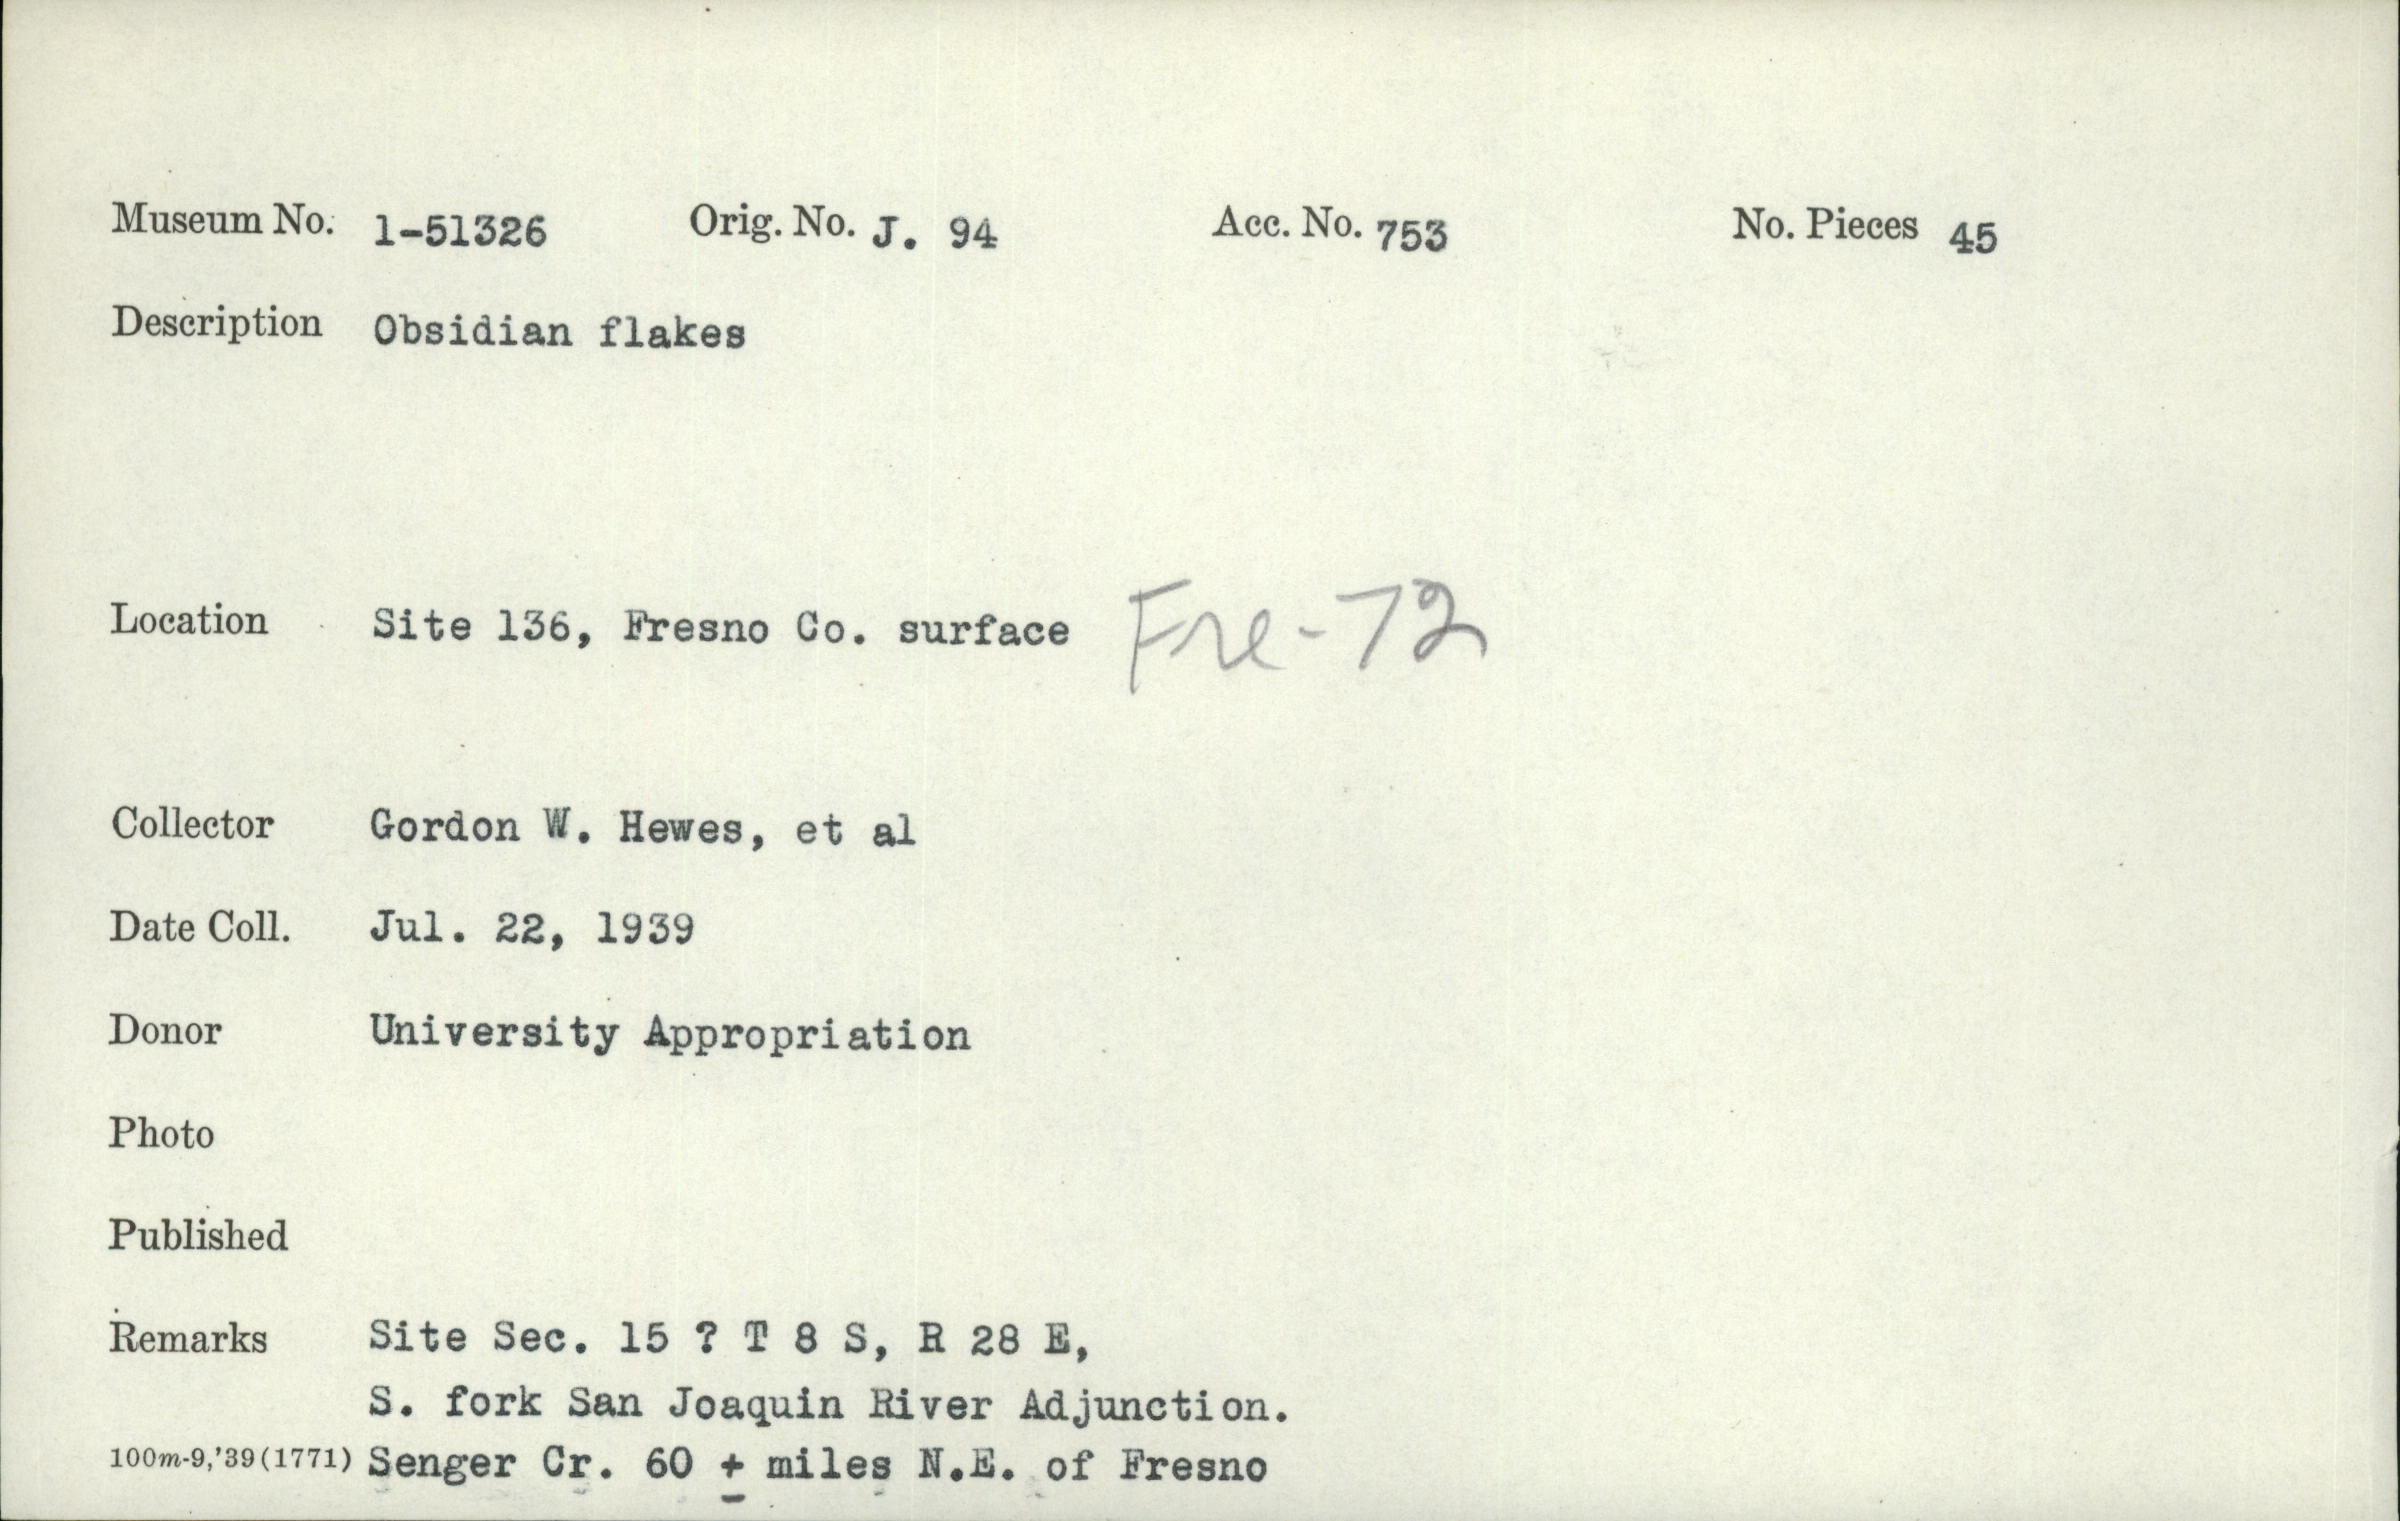 Museum No. 1-51326 Orig. No. J. 94 Acc. No. 753 No. Pieces 45
Description Obsidian flakes
Location Site 136, Fresno Co. surface Fre-72
Collector Gordon W. Hewes, et al
Date Coll. Jul. 22, 1939
Donor University Appropriation
Photo
Published
Remarks Site Sec. 15 ? T 8 S, R 28 E,
S. fork San Joaquin River Adjunction.
100m-9,'39(1771) Senger Cr. 60 ± miles N.E. of Fresno